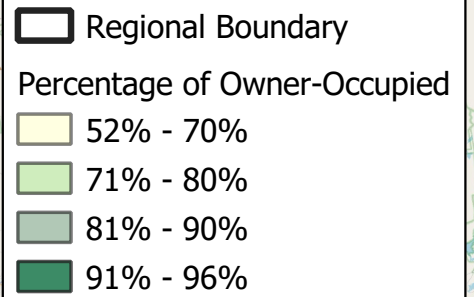 Regional Boundary
Percentage of Owner-Occupied
52% - 70%
71% - 80%
81% - 90%
91% - 96%